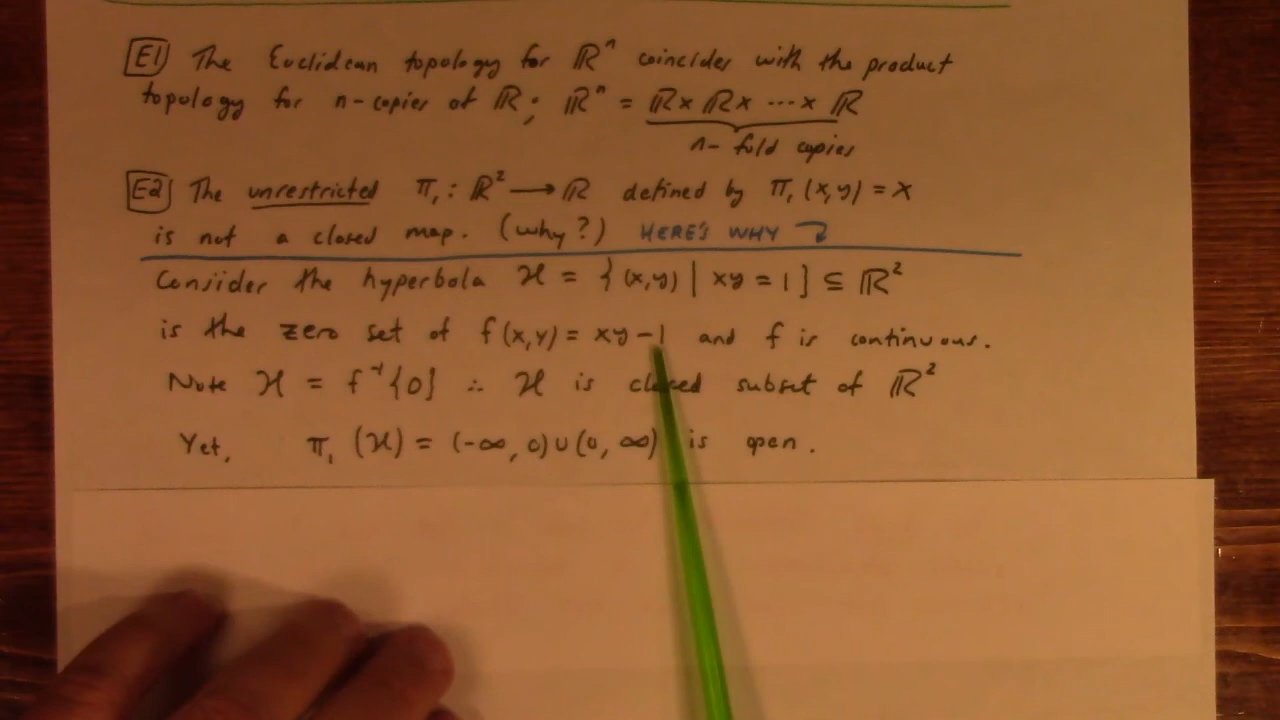 E1 The Euclidean topology for ℝⁿ coincides with the product
topology for n-copies of ℝ; ℝⁿ = ℝ × ℝ × ⋯ × ℝ
n-fold copies
E2 The unrestricted π₁ : ℝ² ⟶ ℝ defined by π₁(x,y) = x
is not a closed map. (why?) HERE'S WHY ↴
Consider the hyperbola ℋ = {(x,y) | xy = 1} ⊆ ℝ²
is the zero set of f(x,y) = xy − 1 and f is continuous.
Note ℋ = f⁻¹{0} ∴ ℋ is closed subset of ℝ²
Yet, π₁(ℋ) = (-∞, 0) ∪ (0, ∞) is open.